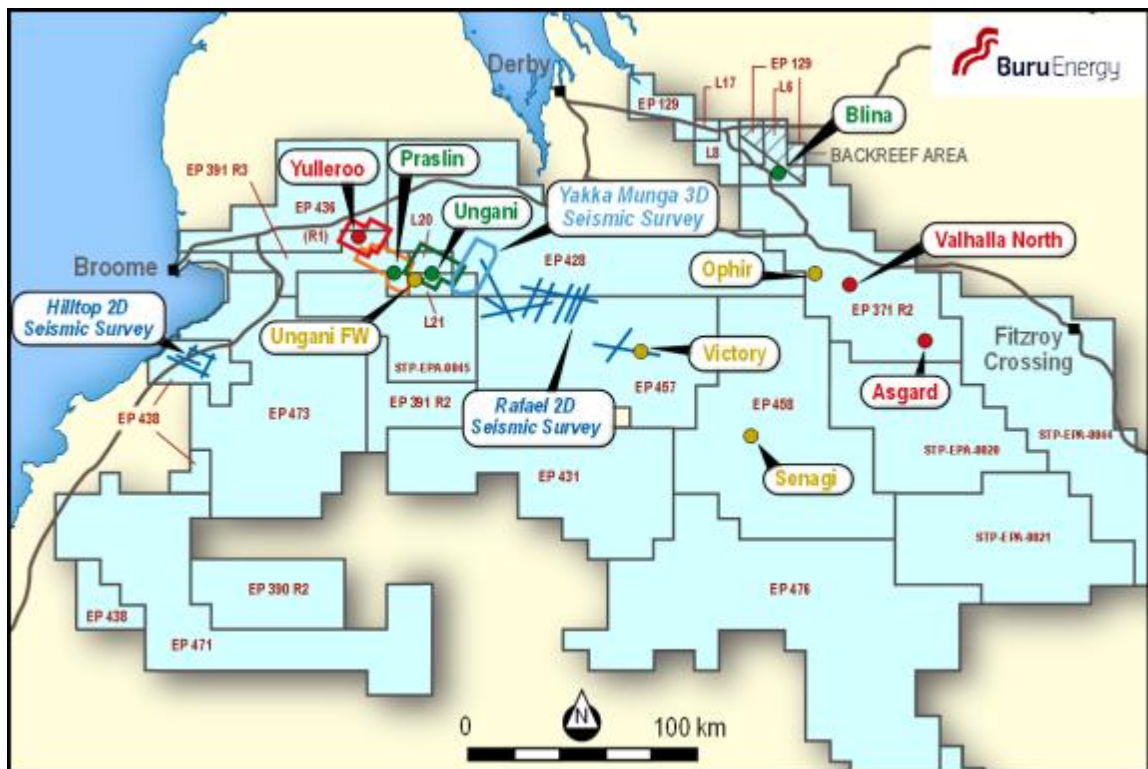 BuruEnergy
Derby
EP 129
L17
EP 129
L6
Blina
L8
BACKREEF AREA
EP 391 R3
Yulleroo
Praslin
EP 436
(R1)
L20
Ungani
Yakka Munga 3D
Seismic Survey
Broome
EP 428
Ophir
Valhalla North
Hilltop 2D
Seismic Survey
Ungani FW
L21
EP 371 R2
Fitzroy
Crossing
Victory
STP-EPA-0045
EP 457
Asgard
EP 438
EP 473
EP 391 R2
Rafael 2D
Seismic Survey
EP 458
STP-EPA-0044
STP-EPA-0020
Senagi
EP 431
STP-EPA-0021
EP 390 R2
EP 476
EP 438
EP 471
N
0
100 km